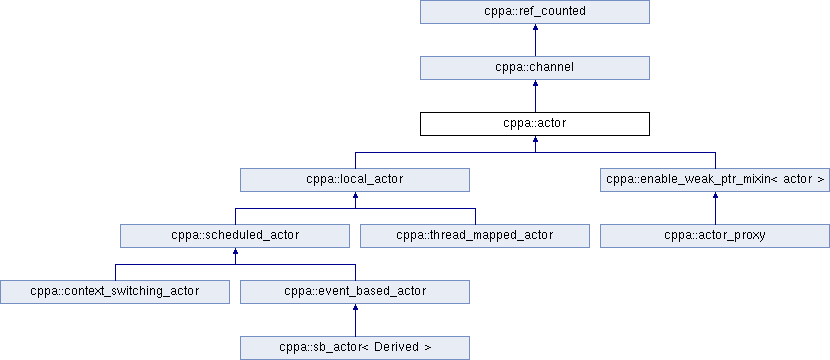 cppa::ref_counted
cppa::channel
cppa::actor
cppa::local_actor
cppa::enable_weak_ptr_mixin< actor >
cppa::scheduled_actor
cppa::thread_mapped_actor
cppa::actor_proxy
cppa::context_switching_actor
cppa::event_based_actor
cppa::sb_actor< Derived >